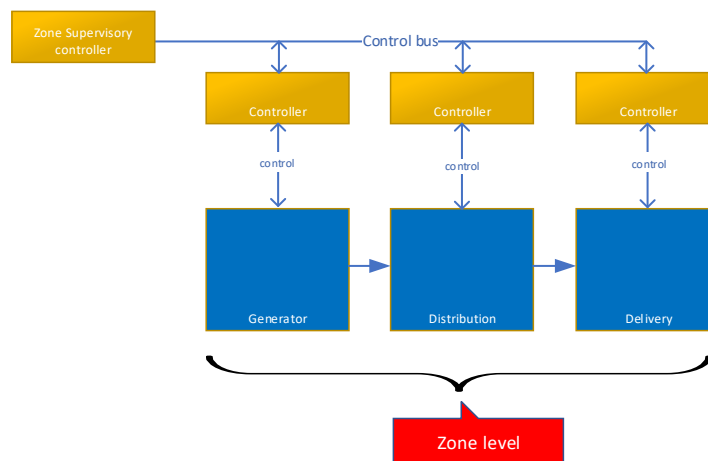 Zone Supervisory
controller
Control bus
Controller
Controller
Controller
control
control
control
Generator
Distribution
Delivery
Zone level